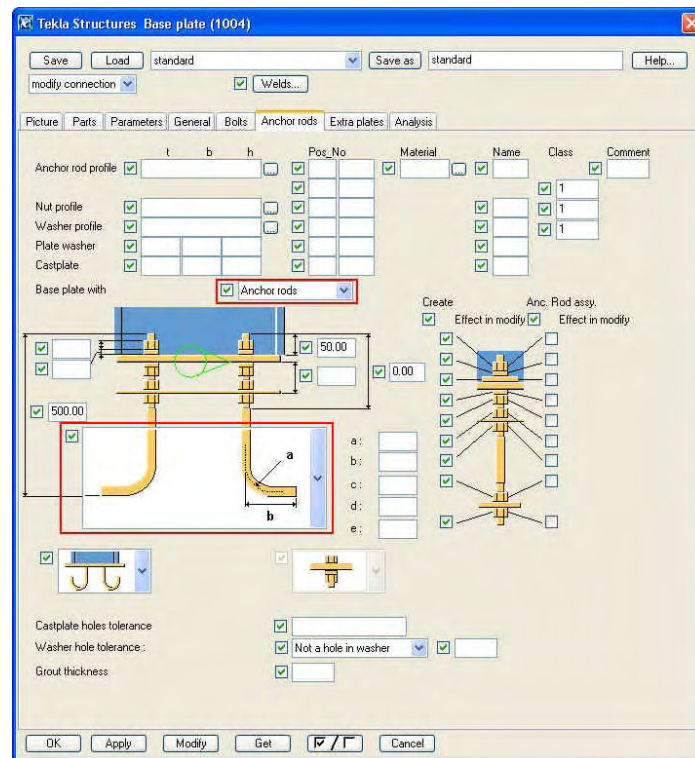 Tekla Structures Base plate (1004)
Save Load standard Save as standard Help...
modify connection Welds...
Picture Parts Parameters General Bolts Anchor rods Extra plates Analysis
t b h Pos_No Material Name Class Comment
Anchor rod profile
1
Nut profile 1
Washer profile 1
Plate washer
Castplate
Base plate with Anchor rods
Create Anc. Rod assy.
Effect in modify Effect in modify
50.00
0.00
500.00
a
b
a:
b:
c:
d:
e:
Castplate holes tolerance
Washer hole tolerance : Not a hole in washer
Grout thickness
OK Apply Modify Get / Cancel